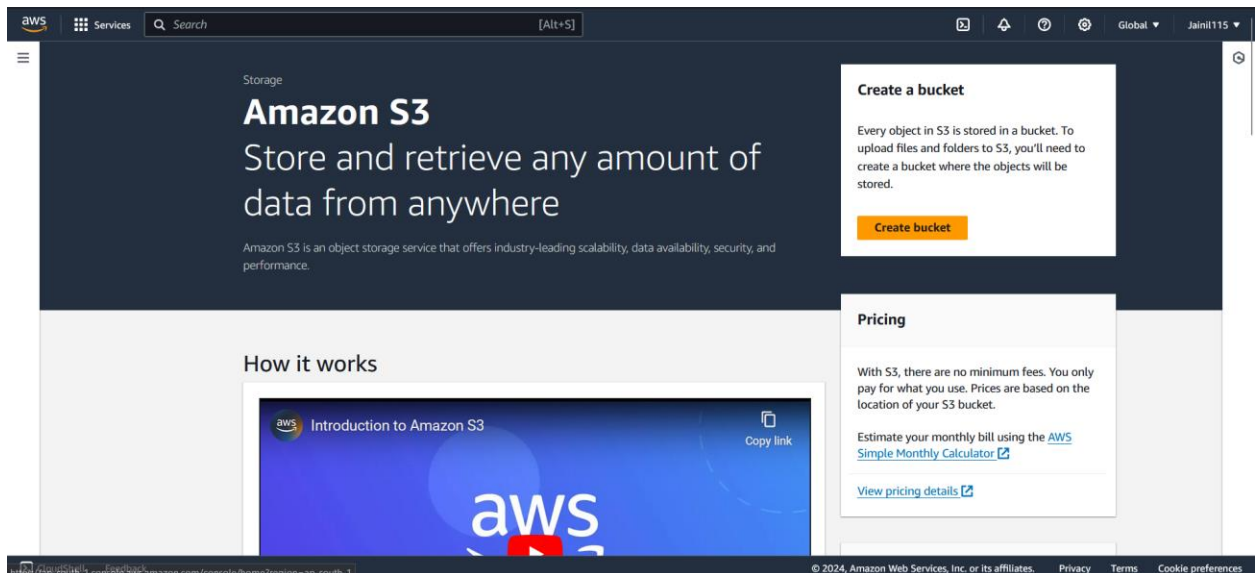 aws Services Search [Alt+S] Global ▼ Jainil115 ▼
Storage
Amazon S3
Store and retrieve any amount of
data from anywhere
Amazon S3 is an object storage service that offers industry-leading scalability, data availability, security, and
performance.
Create a bucket
Every object in S3 is stored in a bucket. To
upload files and folders to S3, you'll need to
create a bucket where the objects will be
stored.
Create bucket
Pricing
With S3, there are no minimum fees. You only
pay for what you use. Prices are based on the
location of your S3 bucket.
Estimate your monthly bill using the AWS
Simple Monthly Calculator
View pricing details
How it works
aws Introduction to Amazon S3
Copy link
aws
CloudShell Feedback
© 2024, Amazon Web Services, Inc. or its affiliates. Privacy Terms Cookie preferences